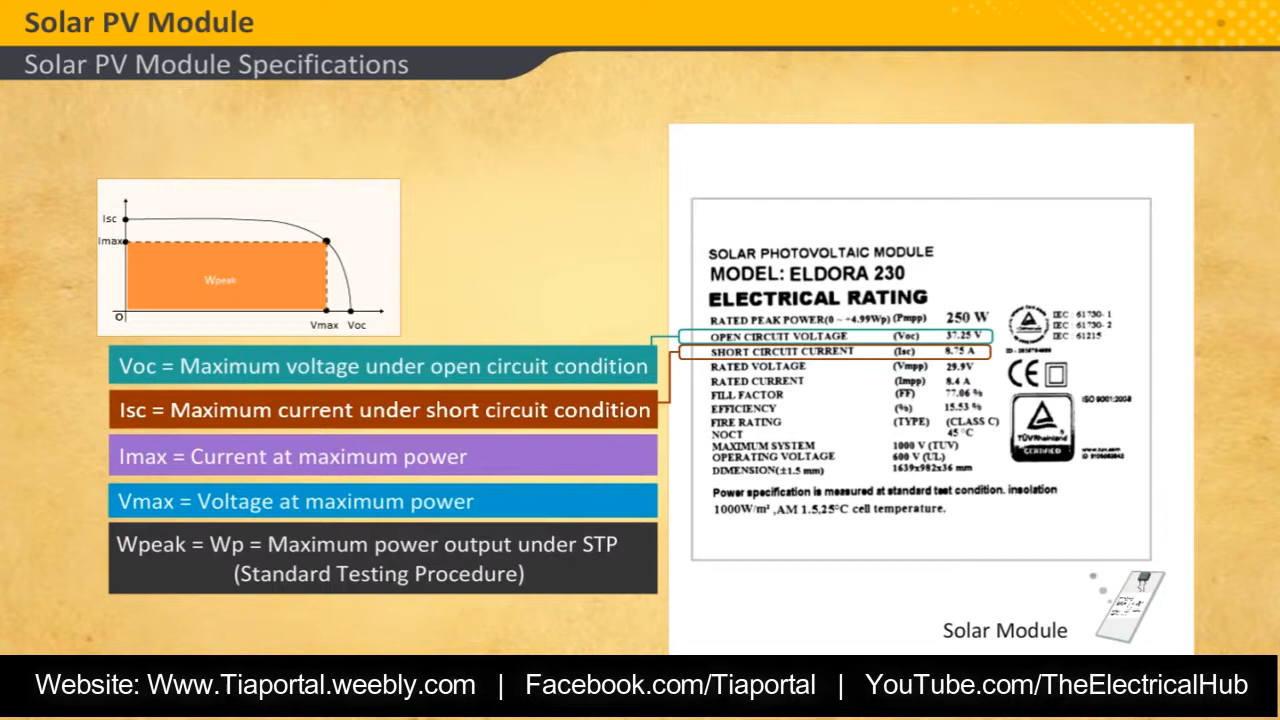 Solar PV Module
Solar PV Module Specifications
Isc
Imax
Wpeak
O
Vmax Voc
Voc = Maximum voltage under open circuit condition
Isc = Maximum current under short circuit condition
Imax = Current at maximum power
Vmax = Voltage at maximum power
Wpeak = Wp = Maximum power output under STP
(Standard Testing Procedure)
SOLAR PHOTOVOLTAIC MODULE
MODEL: ELDORA 230
ELECTRICAL RATING
RATED PEAK POWER(0 ~ +4.99Wp) (Pmpp) 250 W
OPEN CIRCUIT VOLTAGE (Voc) 37.25 V
SHORT CIRCUIT CURRENT (Isc) 8.75 A
RATED VOLTAGE (Vmpp) 29.9V
RATED CURRENT (Impp) 8.4 A
FILL FACTOR (FF) 77.06 %
EFFICIENCY (%) 15.53 %
FIRE RATING (TYPE) (CLASS C)
NOCT 45 °C
MAXIMUM SYSTEM 1000 V (TUV)
OPERATING VOLTAGE 600 V (UL)
DIMENSION(±1.5 mm) 1639x982x36 mm
Power specification is measured at standard test condition. insolation
1000W/m² ,AM 1.5,25°C cell temperature.
IEC : 61730- 1
IEC : 61730- 2
IEC : 61215
CE
ISO 9001:2008
TÜVRheinland
CERTIFIED
Solar Module
Website: Www.Tiaportal.weebly.com | Facebook.com/Tiaportal | YouTube.com/TheElectricalHub